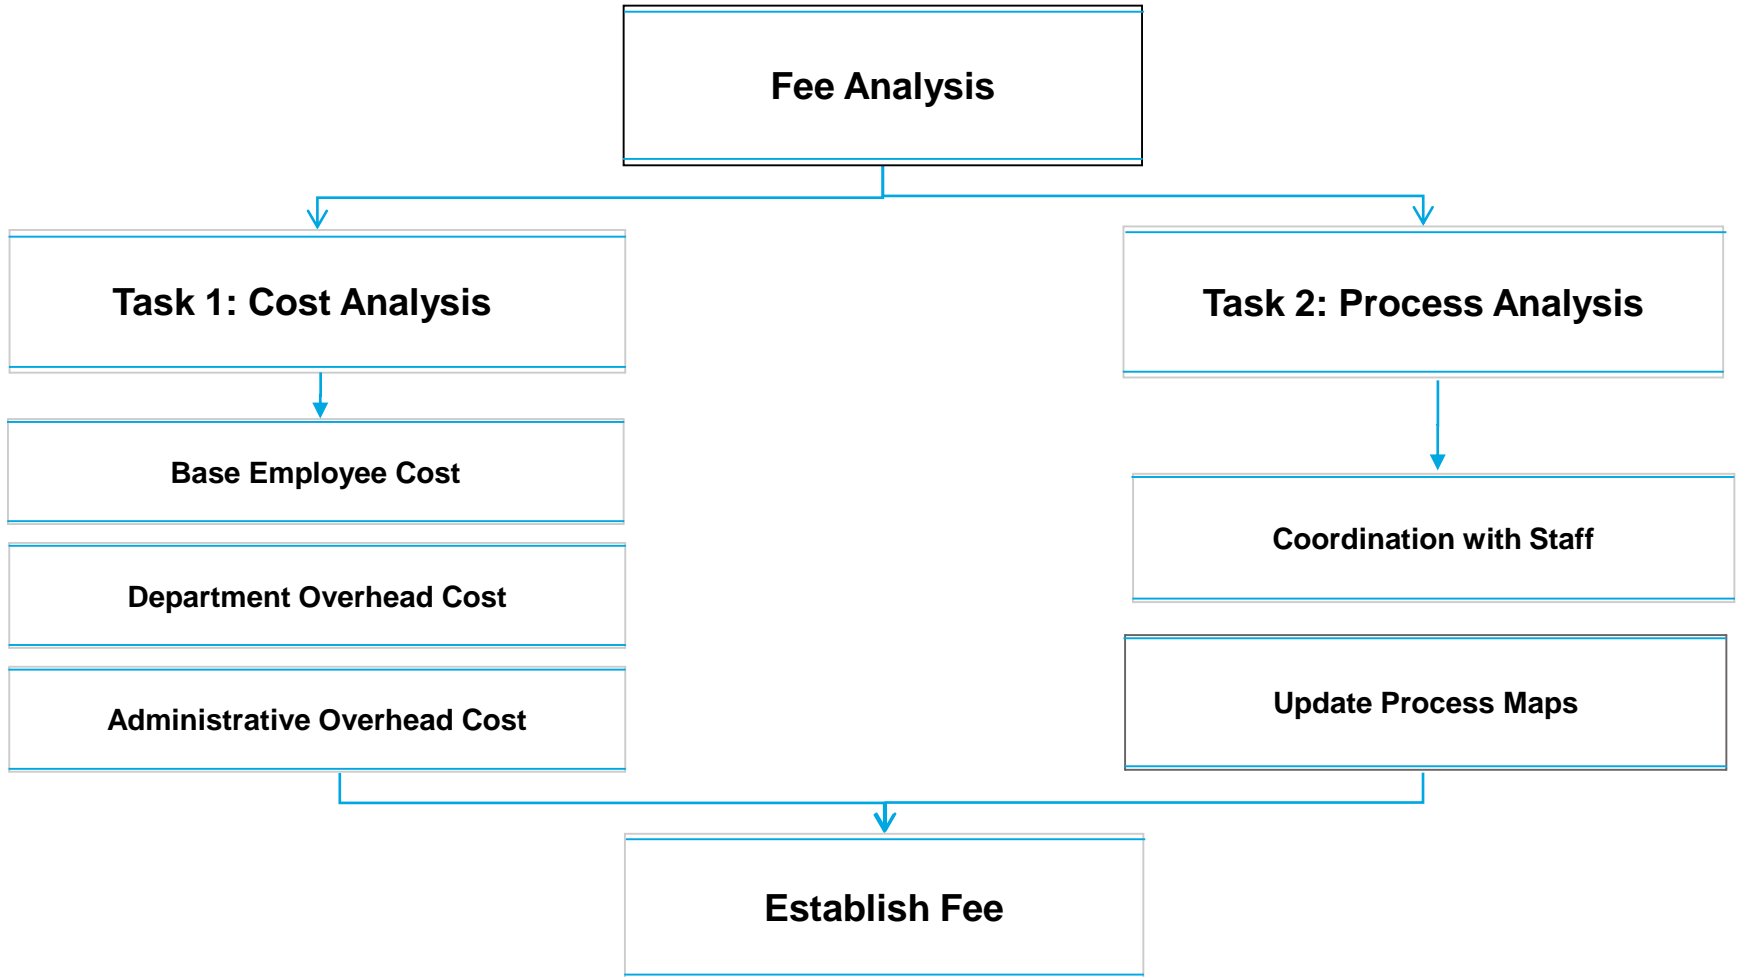 Fee Analysis
Task 1: Cost Analysis
Task 2: Process Analysis
Base Employee Cost
Coordination with Staff
Department Overhead Cost
Update Process Maps
Administrative Overhead Cost
Establish Fee